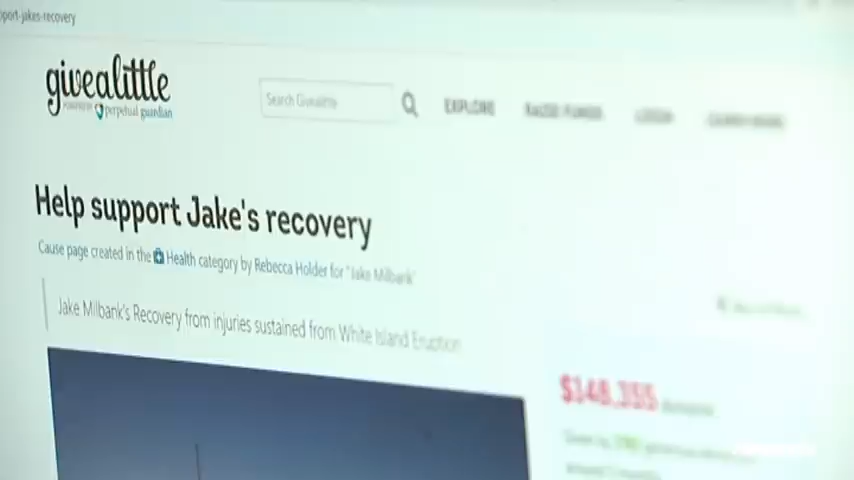 port-jakes-recovery
givealittle
perpetual guardian
Search Givealittle
EXPLORE
RAISE FUNDS
LOGIN
Help support Jake's recovery
Cause page created in the Health category by Rebecca Holder for "Jake Milbank"
Jake Milbank's Recovery from injuries sustained from White Island Eruption